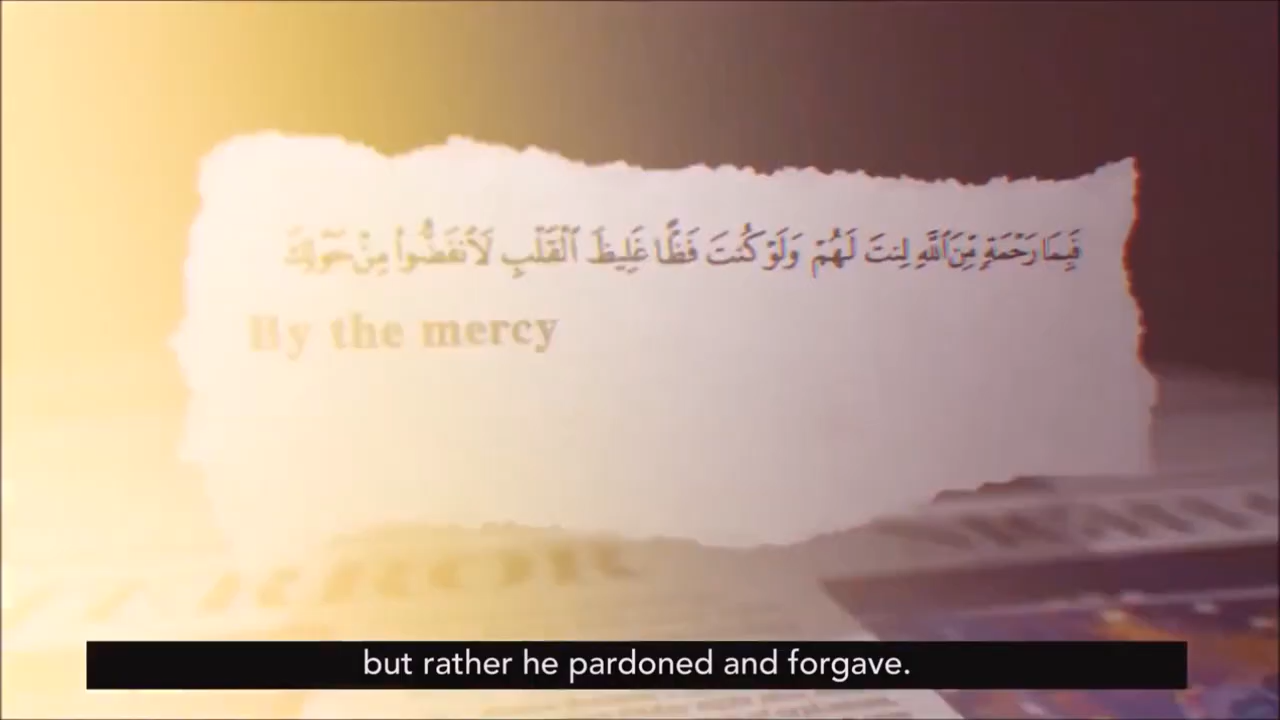 فَبِمَا رَحْمَةٍ مِّنَ ٱللَّهِ لِنتَ لَهُمْ وَلَوْ كُنتَ فَظًّا غَلِيظَ ٱلْقَلْبِ لَٱنفَضُّوا۟ مِنْ حَوْلِكَ
By the mercy
but rather he pardoned and forgave.